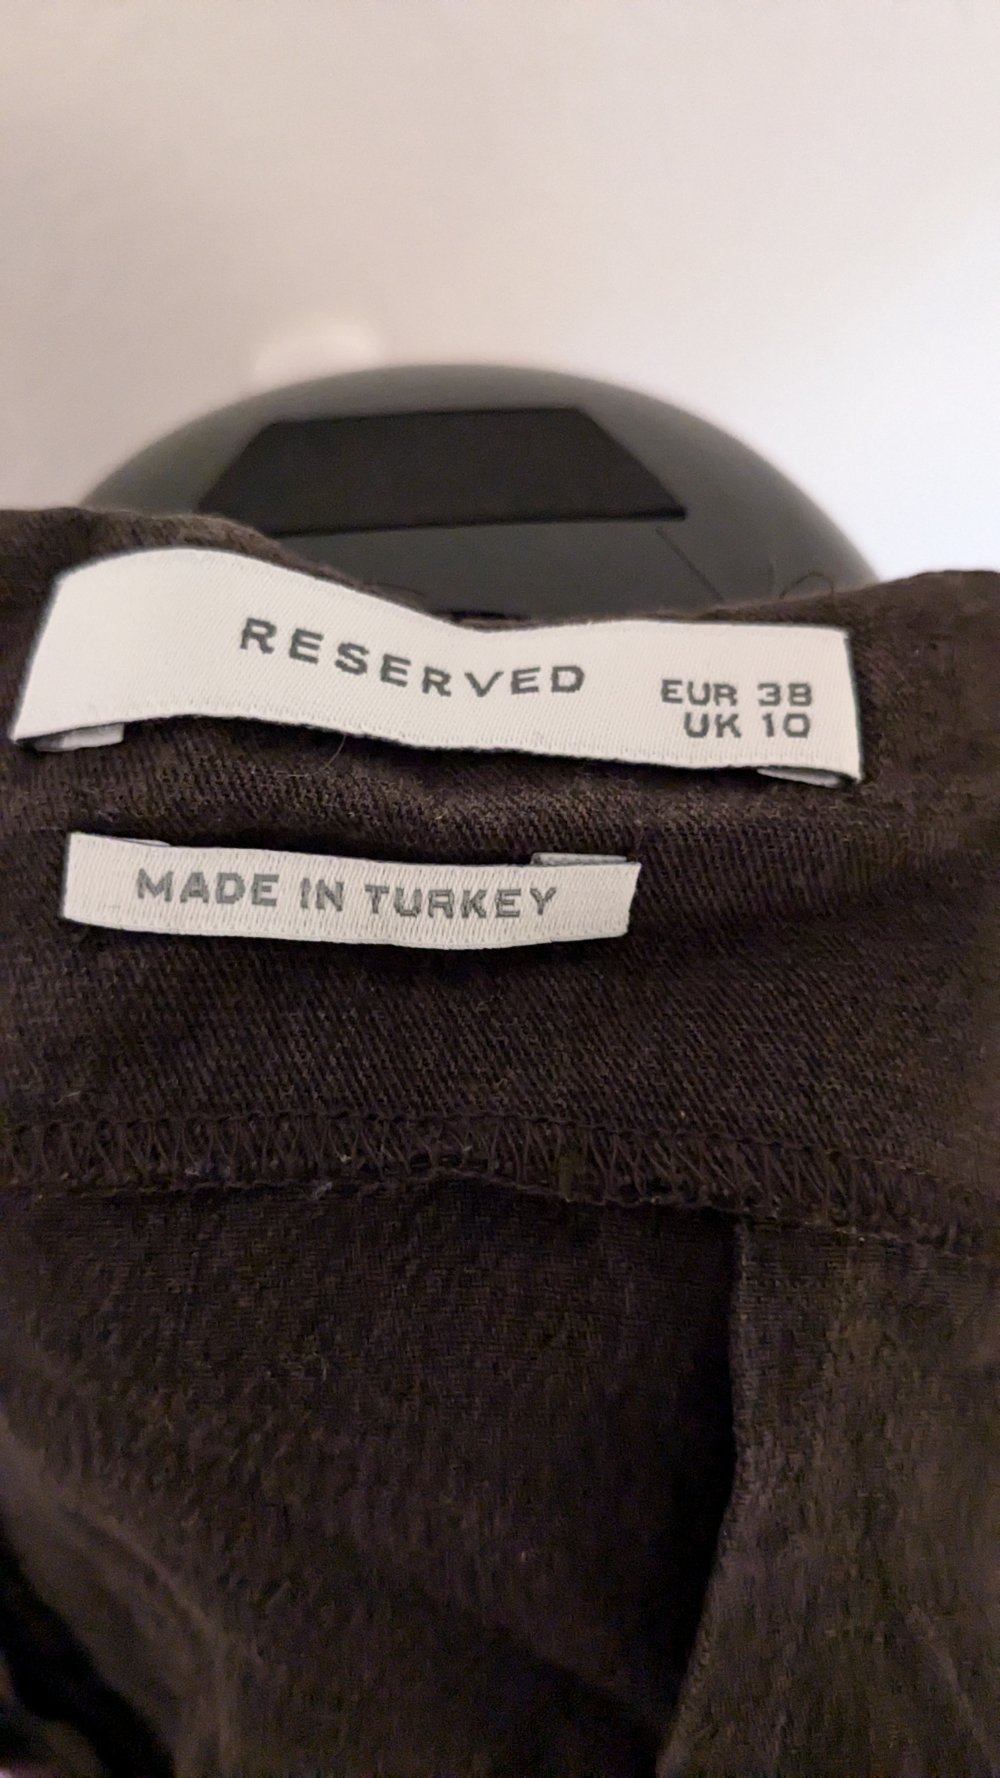 RESERVED
EUR 38
UK 10
MADE IN TURKEY